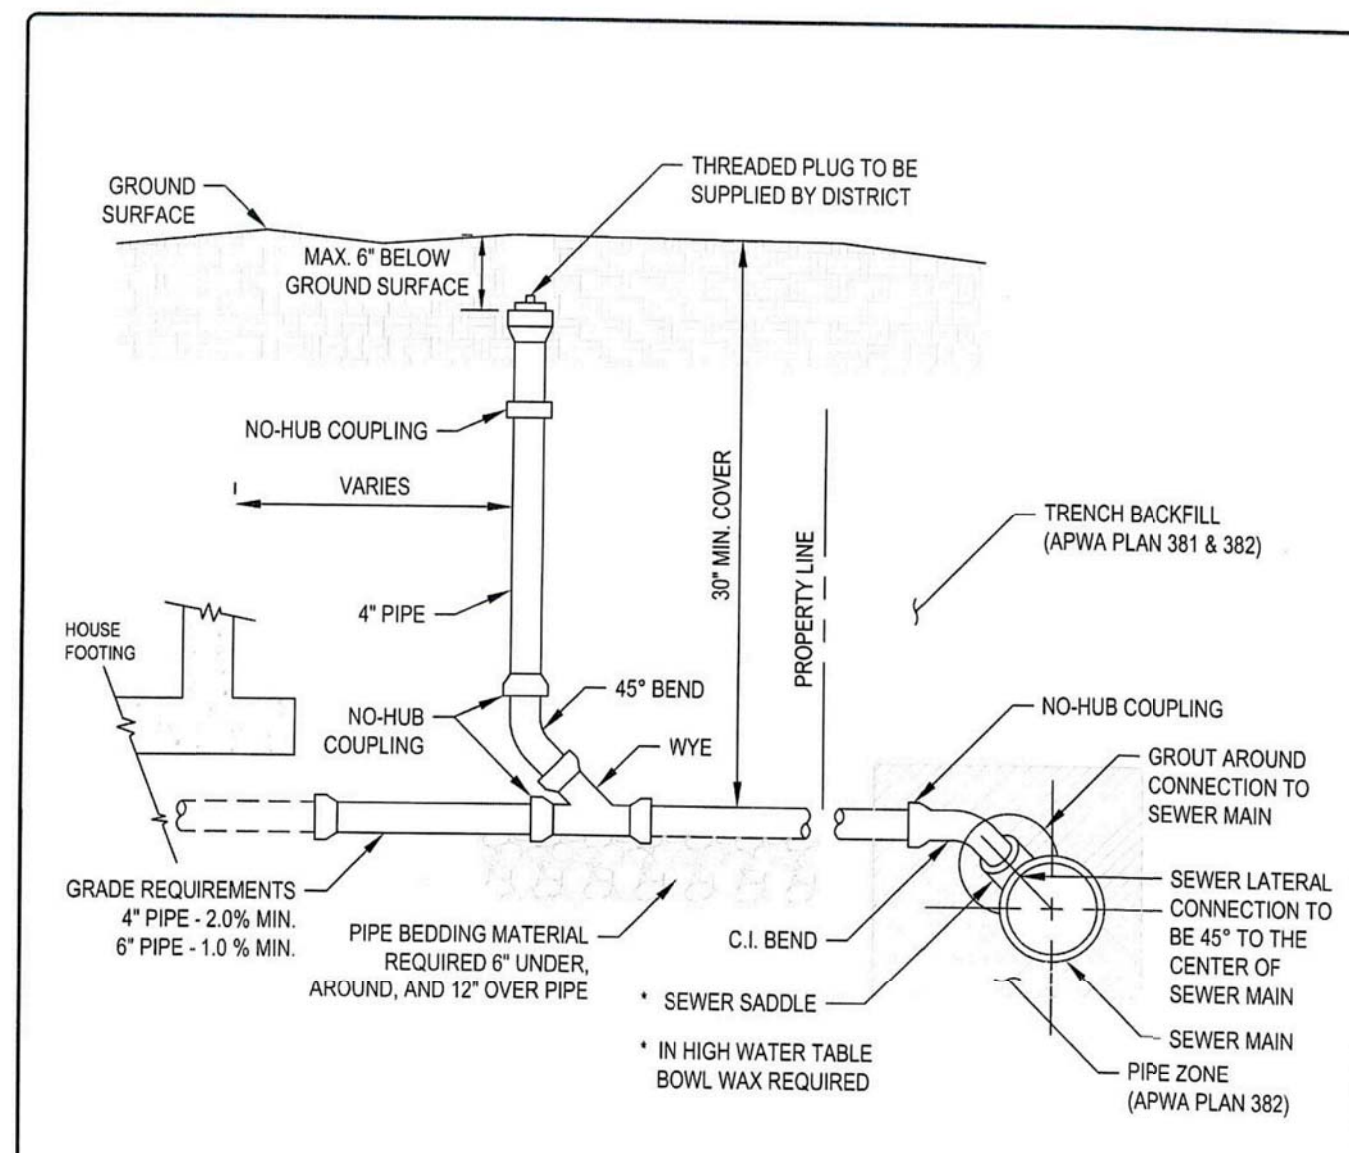 THREADED PLUG TO BE
SUPPLIED BY DISTRICT
GROUND
SURFACE
MAX. 6" BELOW
GROUND SURFACE
NO-HUB COUPLING
VARIES
30" MIN. COVER
PROPERTY LINE
TRENCH BACKFILL
(APWA PLAN 381 & 382)
4" PIPE
HOUSE
FOOTING
45° BEND
NO-HUB
COUPLING
WYE
NO-HUB COUPLING
GROUT AROUND
CONNECTION TO
SEWER MAIN
GRADE REQUIREMENTS
4" PIPE - 2.0% MIN.
6" PIPE - 1.0 % MIN.
PIPE BEDDING MATERIAL
REQUIRED 6" UNDER,
AROUND, AND 12" OVER PIPE
C.I. BEND
* SEWER SADDLE
* IN HIGH WATER TABLE
BOWL WAX REQUIRED
SEWER LATERAL
CONNECTION TO
BE 45° TO THE
CENTER OF
SEWER MAIN
SEWER MAIN
PIPE ZONE
(APWA PLAN 382)